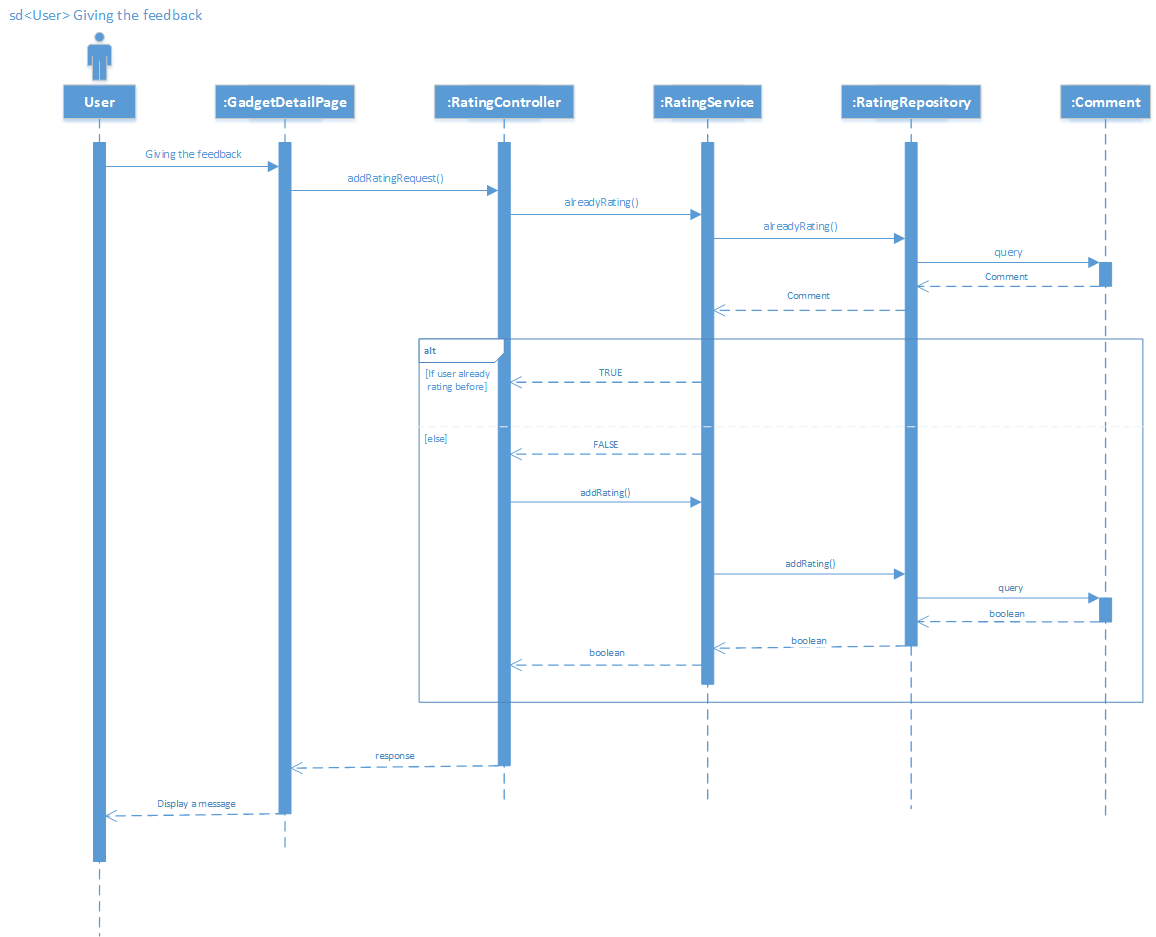 sd<User> Giving the feedback
User
:GadgetDetailPage
:RatingController
:RatingService
:RatingRepository
:Comment
Giving the feedback
addRatingRequest()
alreadyRating()
alreadyRating()
query
Comment
Comment
alt
[If user already
rating before]
TRUE
[else]
FALSE
addRating()
addRating()
query
boolean
boolean
boolean
response
Display a message